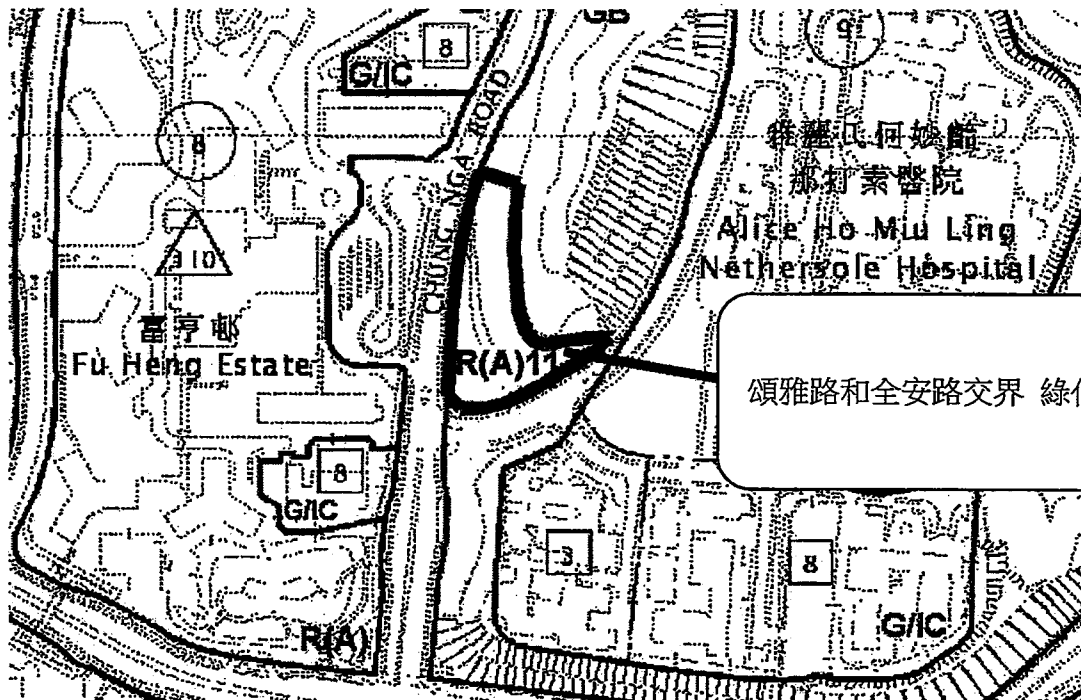 GB
8
G/IC
9
CHUNG NGA ROAD
8
雅麗氏何妙齡
那打素醫院
Alice Ho Miu Ling
Nethersole Hospital
310
富亨邨
Fu Heng Estate
R(A)11
頌雅路和全安路交界 綠
8
G/IC
3
8
G/IC
R(A)